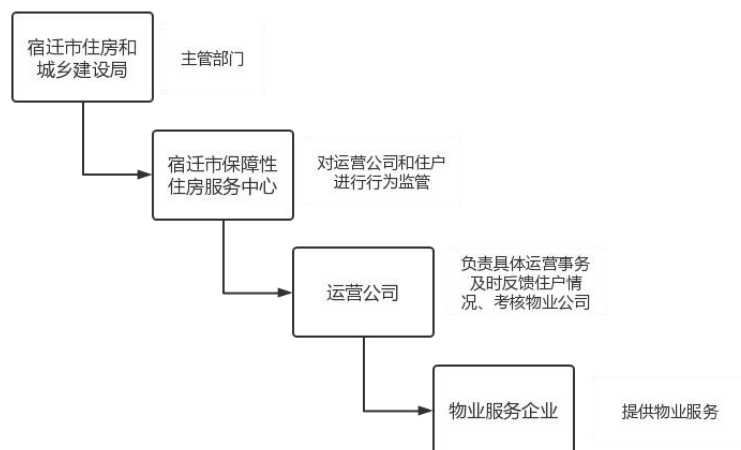 宿迁市住房和
城乡建设局
主管部门
宿迁市保障性
住房服务中心
对运营公司和住户
进行行为监管
运营公司
负责具体运营事务
及时反馈住户情
况、考核物业公司
物业服务企业
提供物业服务